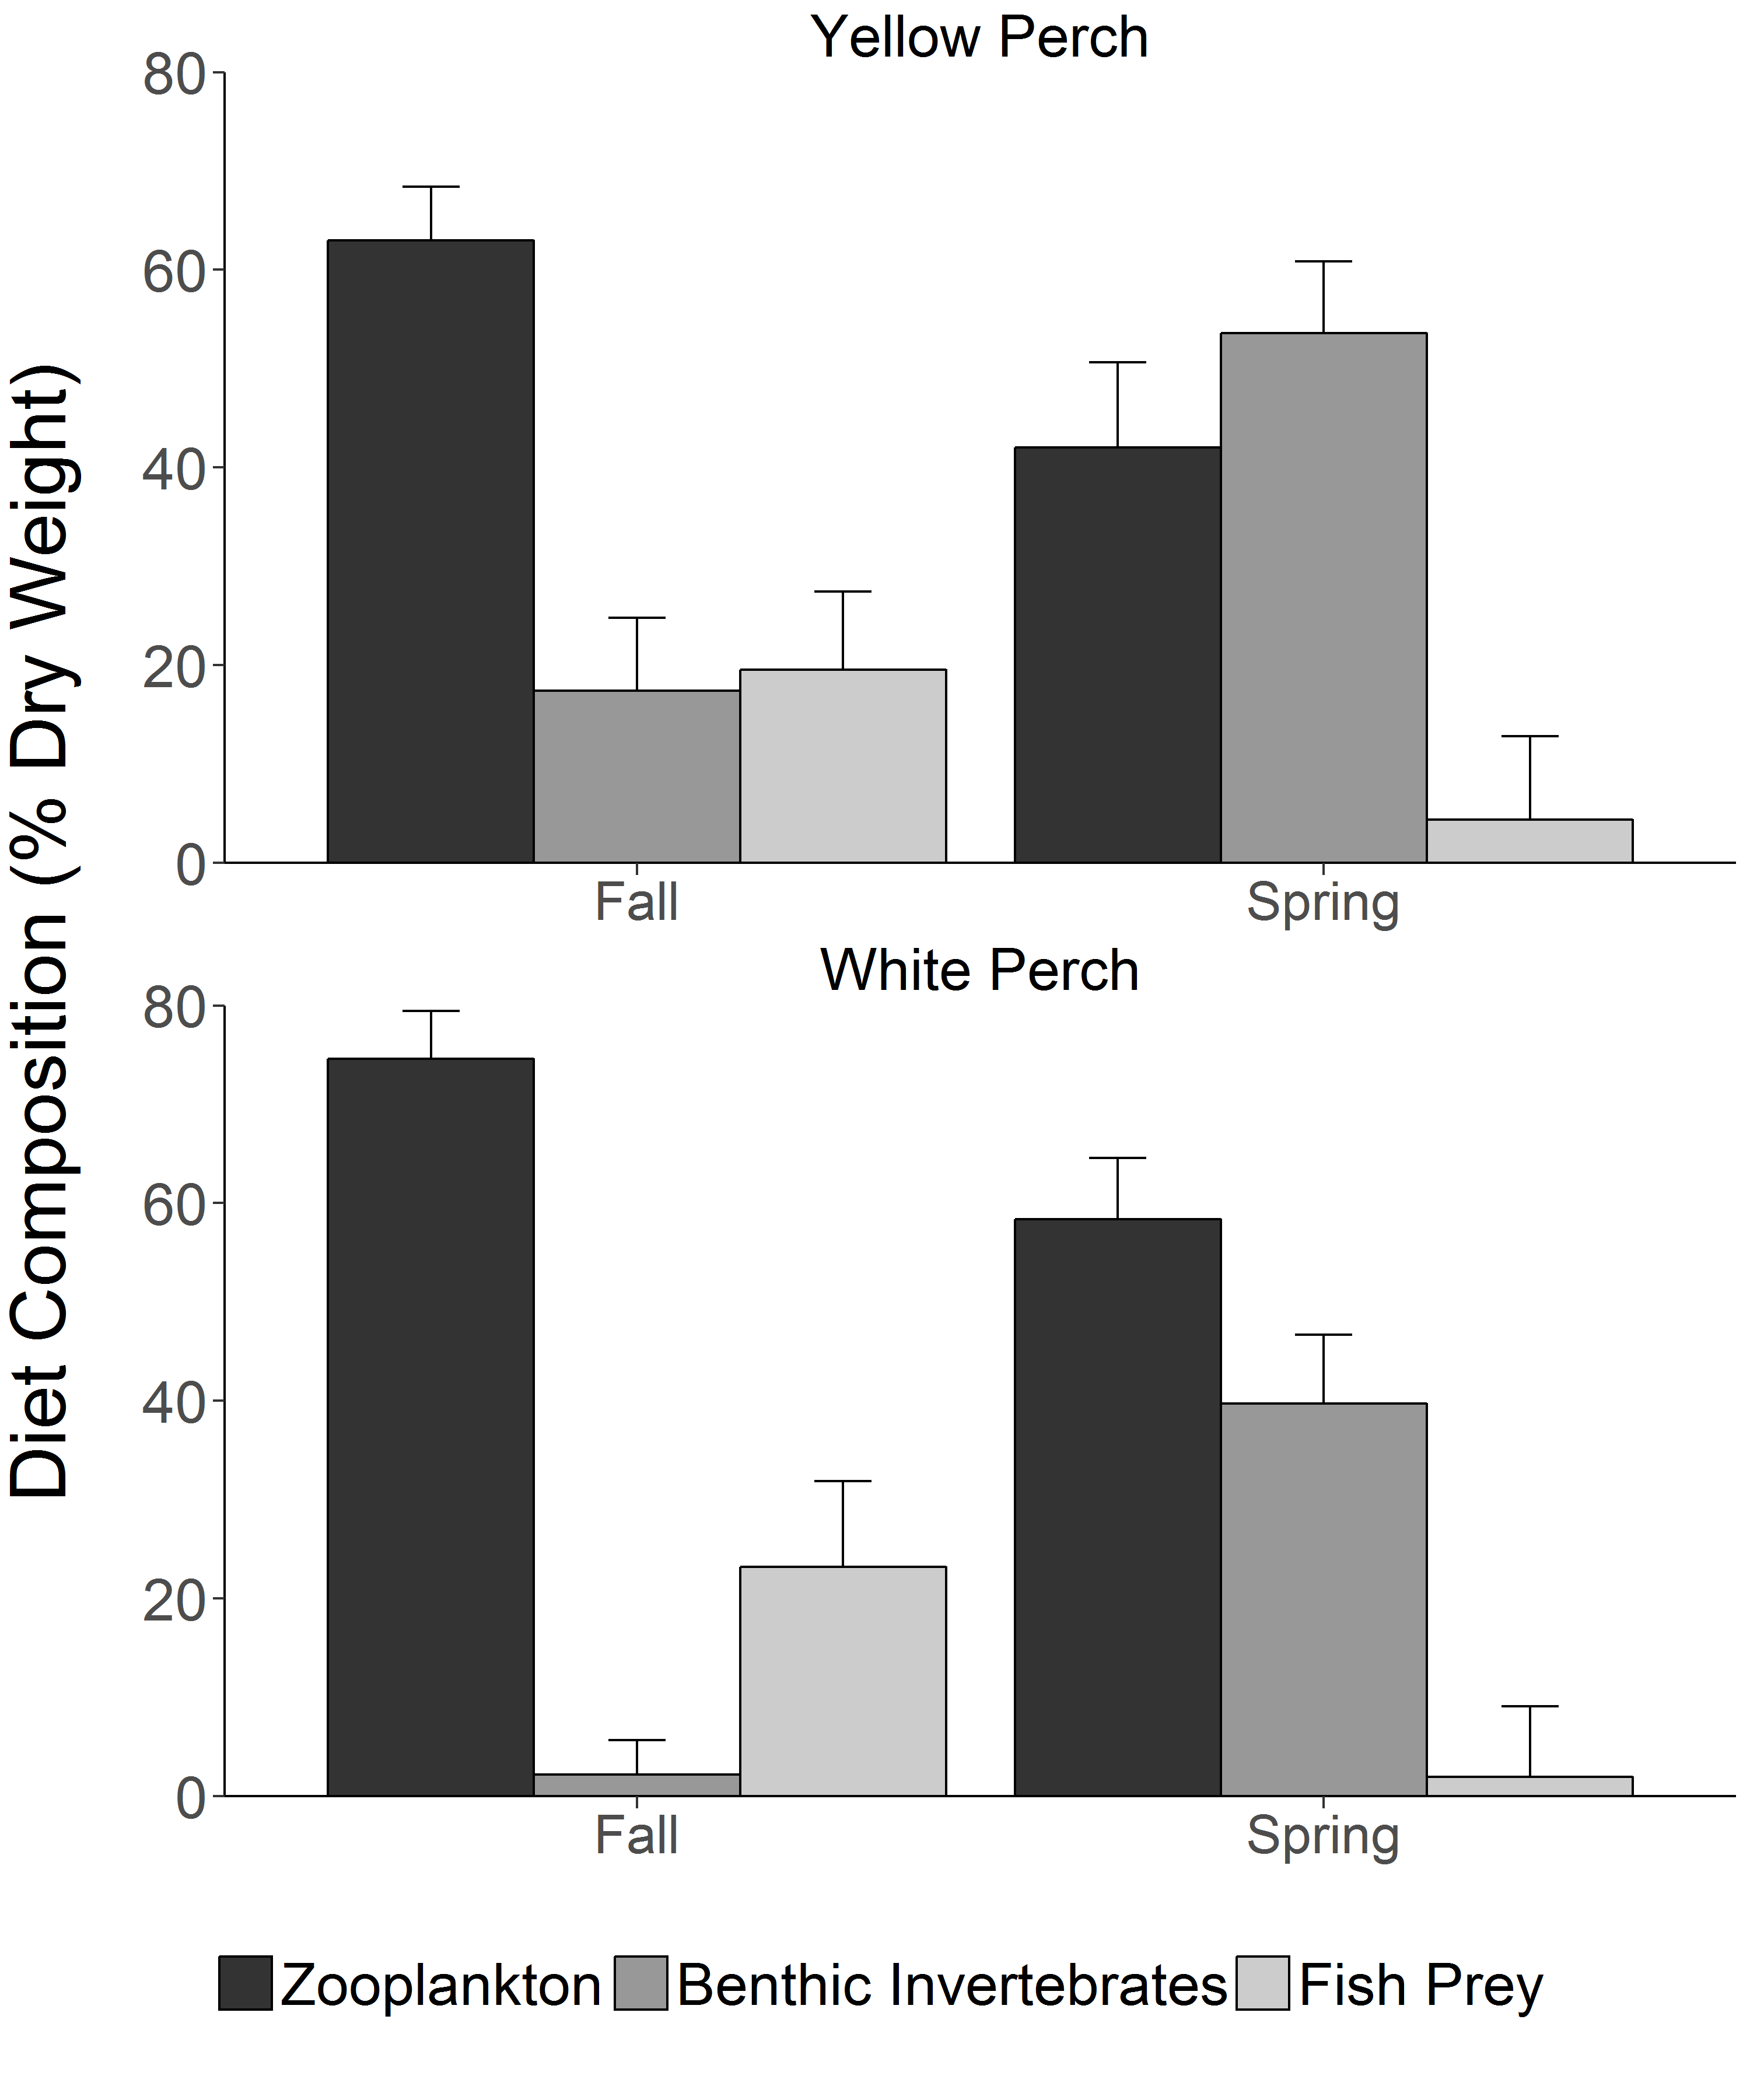 Yellow Perch
80
60
40
20
0
Fall Spring
Diet Composition (% Dry Weight)
White Perch
80
60
40
20
0
Fall Spring
Zooplankton Benthic Invertebrates Fish Prey